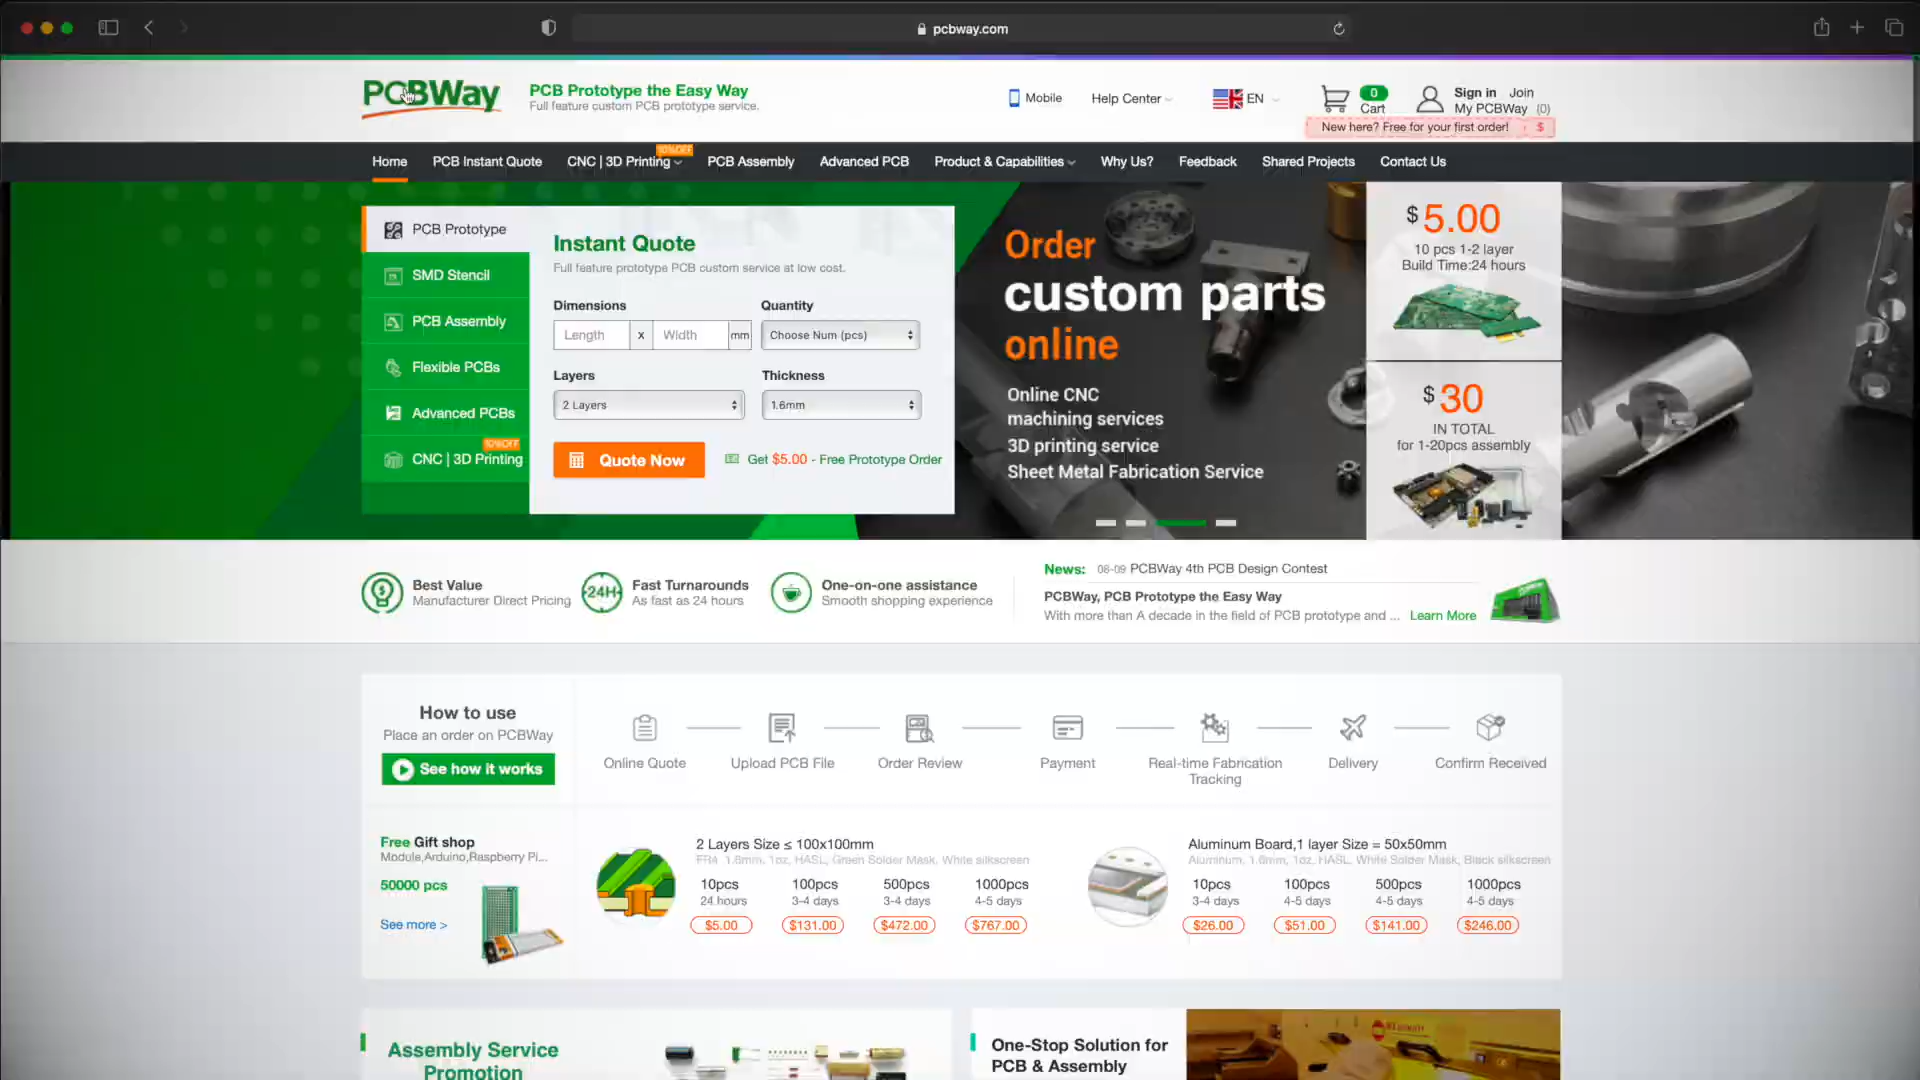 pcbway.com
PCBWay
PCB Prototype the Easy Way
Full feature custom PCB prototype service.
Mobile
Help Center
EN
0
Cart
Sign in Join
My PCBWay (0)
New here? Free for your first order! $
Home
PCB Instant Quote
CNC | 3D Printing
10%OFF
PCB Assembly
Advanced PCB
Product & Capabilities
Why Us?
Feedback
Shared Projects
Contact Us
PCB Prototype
SMD Stencil
PCB Assembly
Flexible PCBs
Advanced PCBs
10%OFF
CNC | 3D Printing
Instant Quote
Full feature prototype PCB custom service at low cost.
Dimensions
Quantity
Length x Width mm
Choose Num (pcs)
Layers
Thickness
2 Layers
1.6mm
Quote Now
Get $5.00 - Free Prototype Order
Order
custom parts
online
Online CNC
machining services
3D printing service
Sheet Metal Fabrication Service
$5.00
10 pcs 1-2 layer
Build Time:24 hours
$30
IN TOTAL
for 1-20pcs assembly
Best Value
Manufacturer Direct Pricing
24H
Fast Turnarounds
As fast as 24 hours
One-on-one assistance
Smooth shopping experience
News: 08-09 PCBWay 4th PCB Design Contest
PCBWay, PCB Prototype the Easy Way
With more than A decade in the field of PCB prototype and ... Learn More
How to use
Place an order on PCBWay
See how it works
Online Quote
Upload PCB File
Order Review
Payment
Real-time Fabrication
Tracking
Delivery
Confirm Received
Free Gift shop
Module,Arduino,Raspberry Pi...
50000 pcs
See more >
2 Layers Size ≤ 100x100mm
FR4, 1.6mm, 1oz, HASL, Green Solder Mask, White silkscreen
10pcs 100pcs 500pcs 1000pcs
24 hours 3-4 days 3-4 days 4-5 days
$5.00 $131.00 $472.00 $767.00
Aluminum Board,1 layer Size = 50x50mm
Aluminum, 1.6mm, 1oz, HASL, White Solder Mask, Black silkscreen
10pcs 100pcs 500pcs 1000pcs
3-4 days 4-5 days 4-5 days 4-5 days
$26.00 $51.00 $141.00 $246.00
Assembly Service
Promotion
One-Stop Solution for
PCB & Assembly